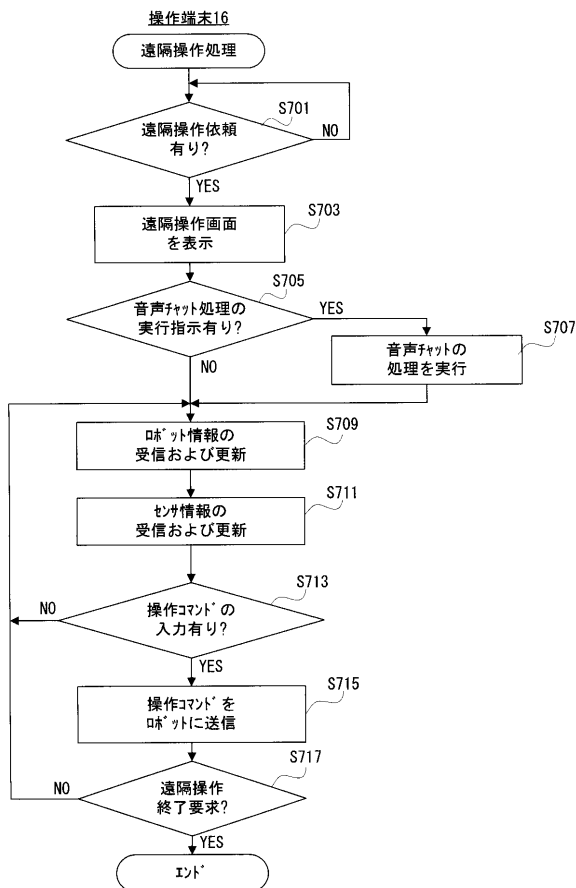 操作端末16
遠隔操作処理
S701
遠隔操作依頼
有り?
NO
YES
S703
遠隔操作画面
を表示
S705
音声ﾁｬｯﾄ処理の
実行指示有り?
YES
S707
音声ﾁｬｯﾄの
処理を実行
NO
S709
ﾛﾎﾞｯﾄ情報の
受信および更新
S711
ｾﾝｻ情報の
受信および更新
S713
NO
操作ｺﾏﾝﾄﾞの
入力有り?
YES
S715
操作ｺﾏﾝﾄﾞを
ﾛﾎﾞｯﾄに送信
S717
NO
遠隔操作
終了要求?
YES
ｴﾝﾄﾞ